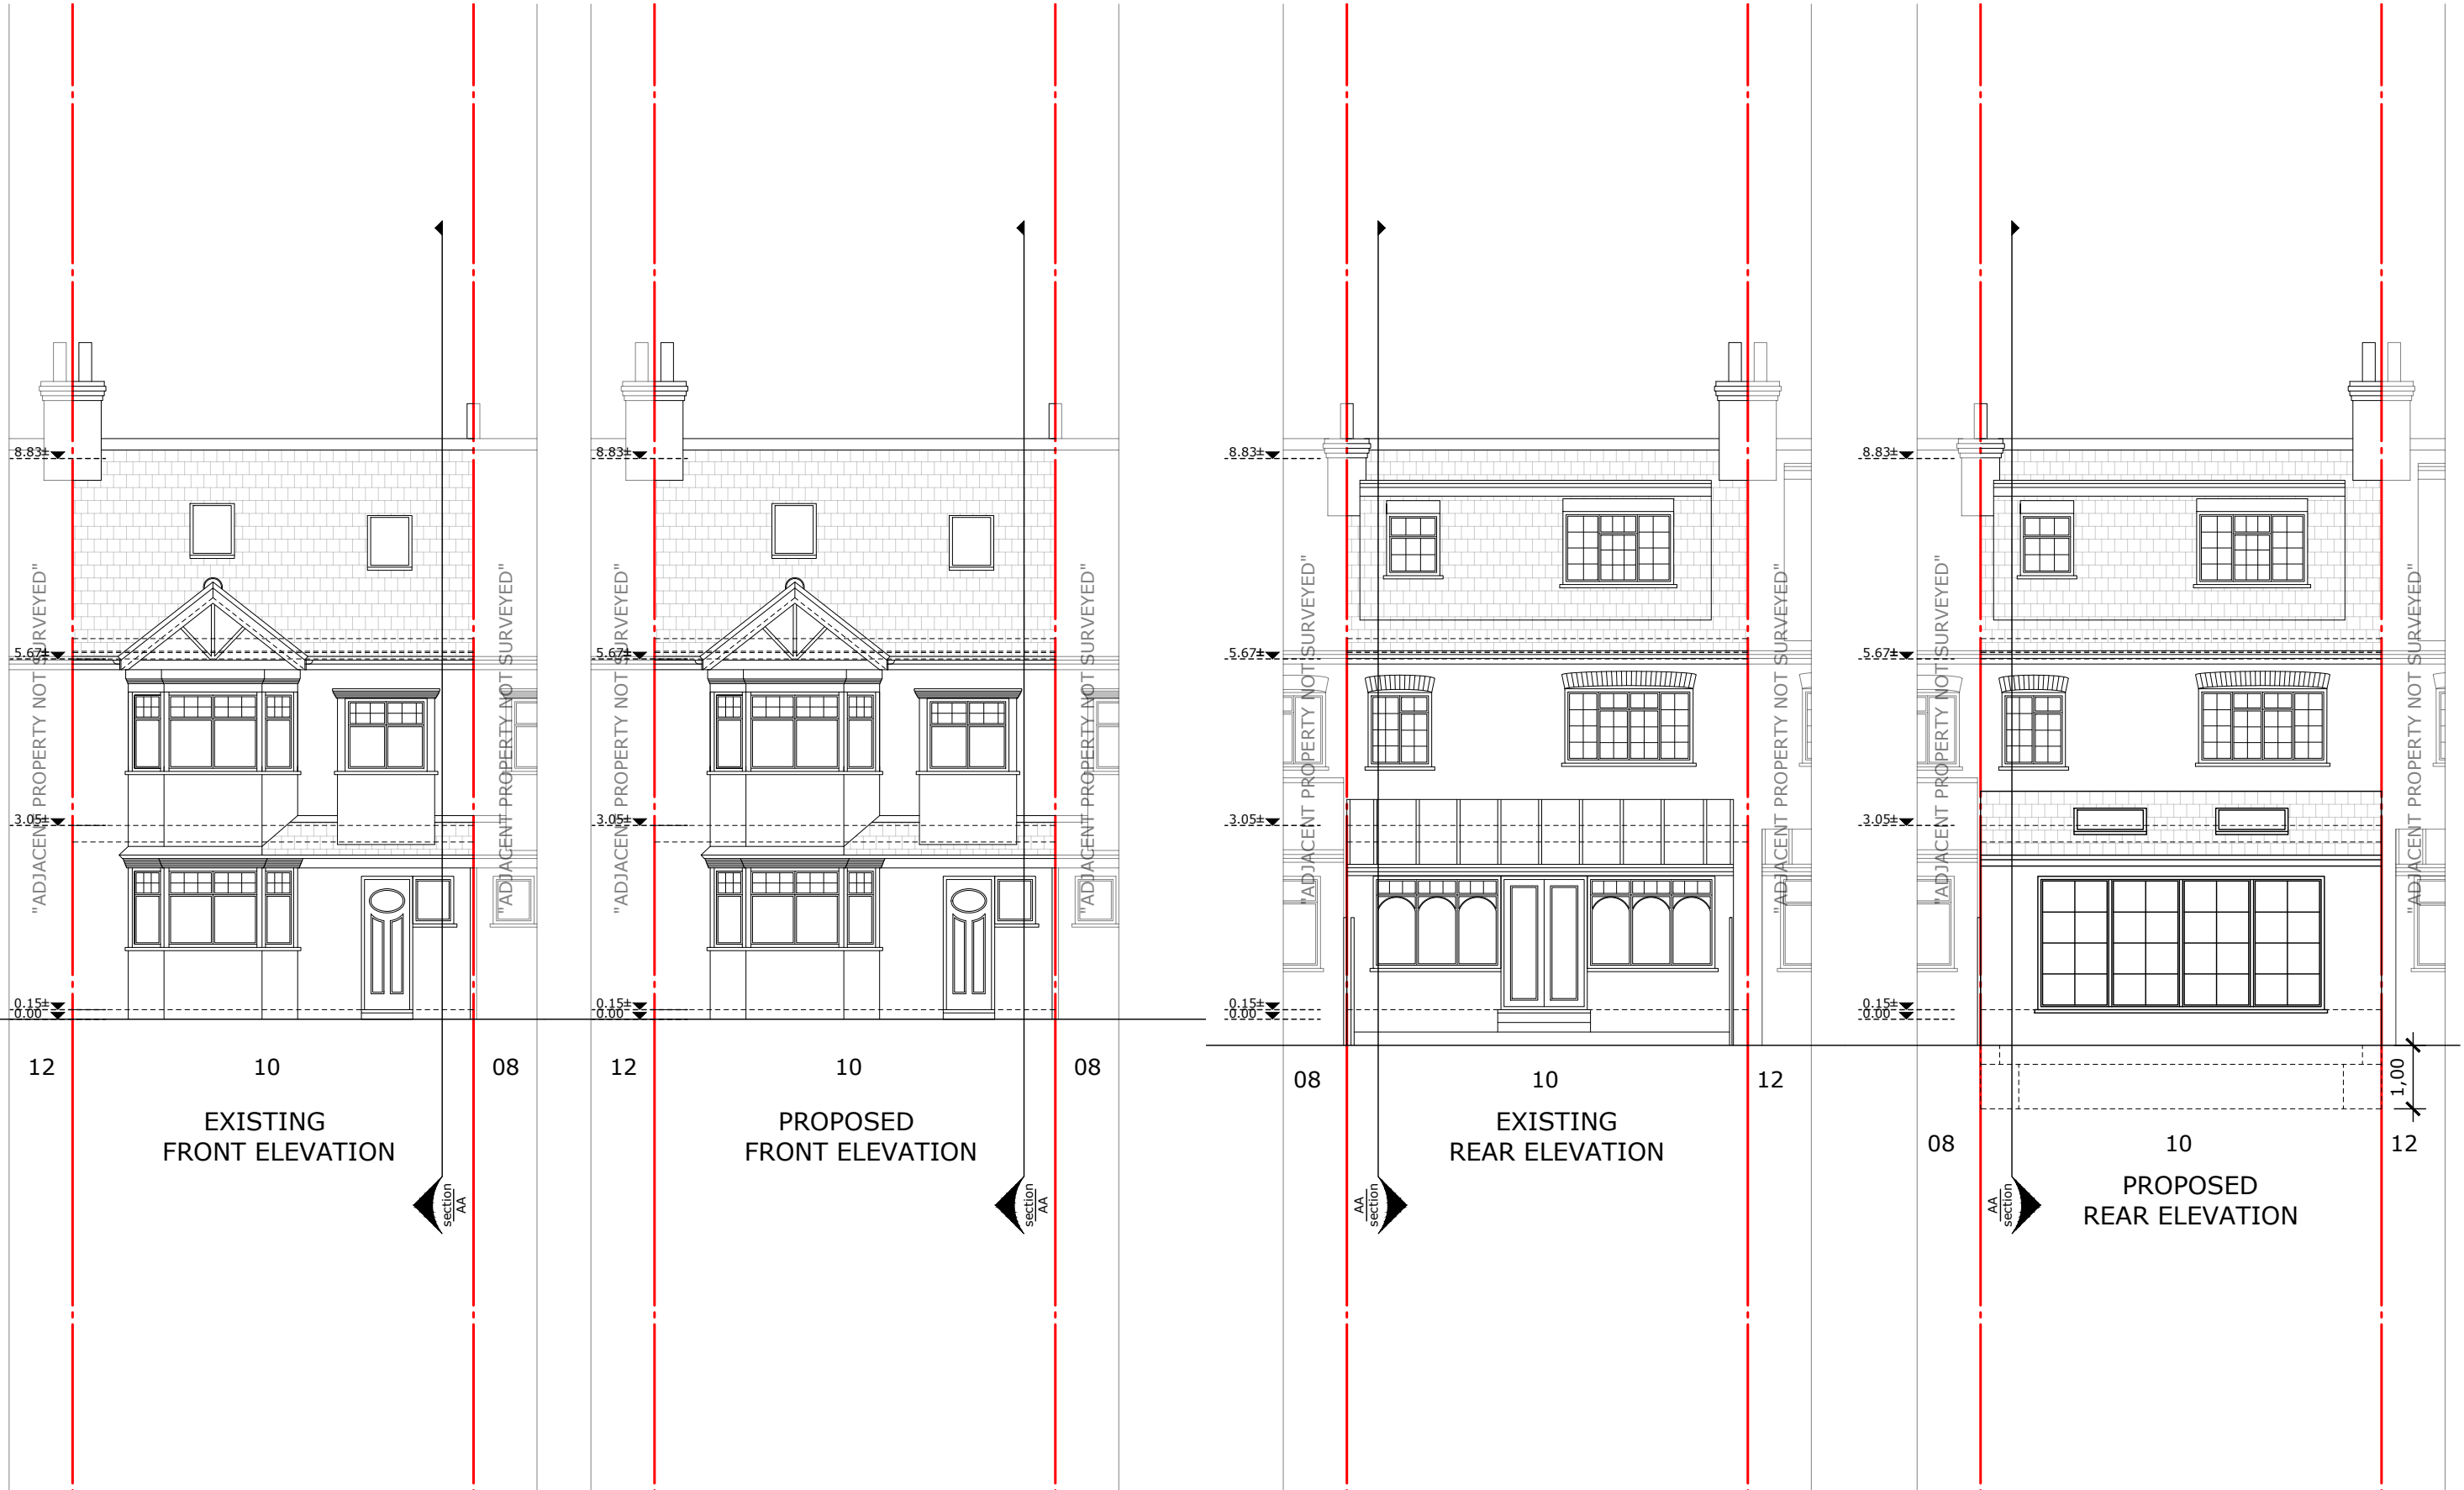 8.83±
8.83±
8.83±
8.83±
"ADJACENT PROPERTY NOT SURVEYED"
"ADJACENT PROPERTY NOT SURVEYED"
"ADJACENT PROPERTY NOT SURVEYED"
"ADJACENT PROPERTY NOT SURVEYED"
"ADJACENT PROPERTY NOT SURVEYED"
"ADJACENT PROPERTY NOT SURVEYED"
"ADJACENT PROPERTY NOT SURVEYED"
"ADJACENT PROPERTY NOT SURVEYED"
5.67±
5.67±
5.67±
5.67±
3.05±
3.05±
3.05±
3.05±
0.15±
0.15±
0.15±
0.15±
0.00
0.00
0.00
0.00
12
10
08
12
10
08
08
10
12
1,00
08
10
12
EXISTING
FRONT ELEVATION
PROPOSED
FRONT ELEVATION
EXISTING
REAR ELEVATION
PROPOSED
REAR ELEVATION
section
AA
section
AA
AA
section
AA
section